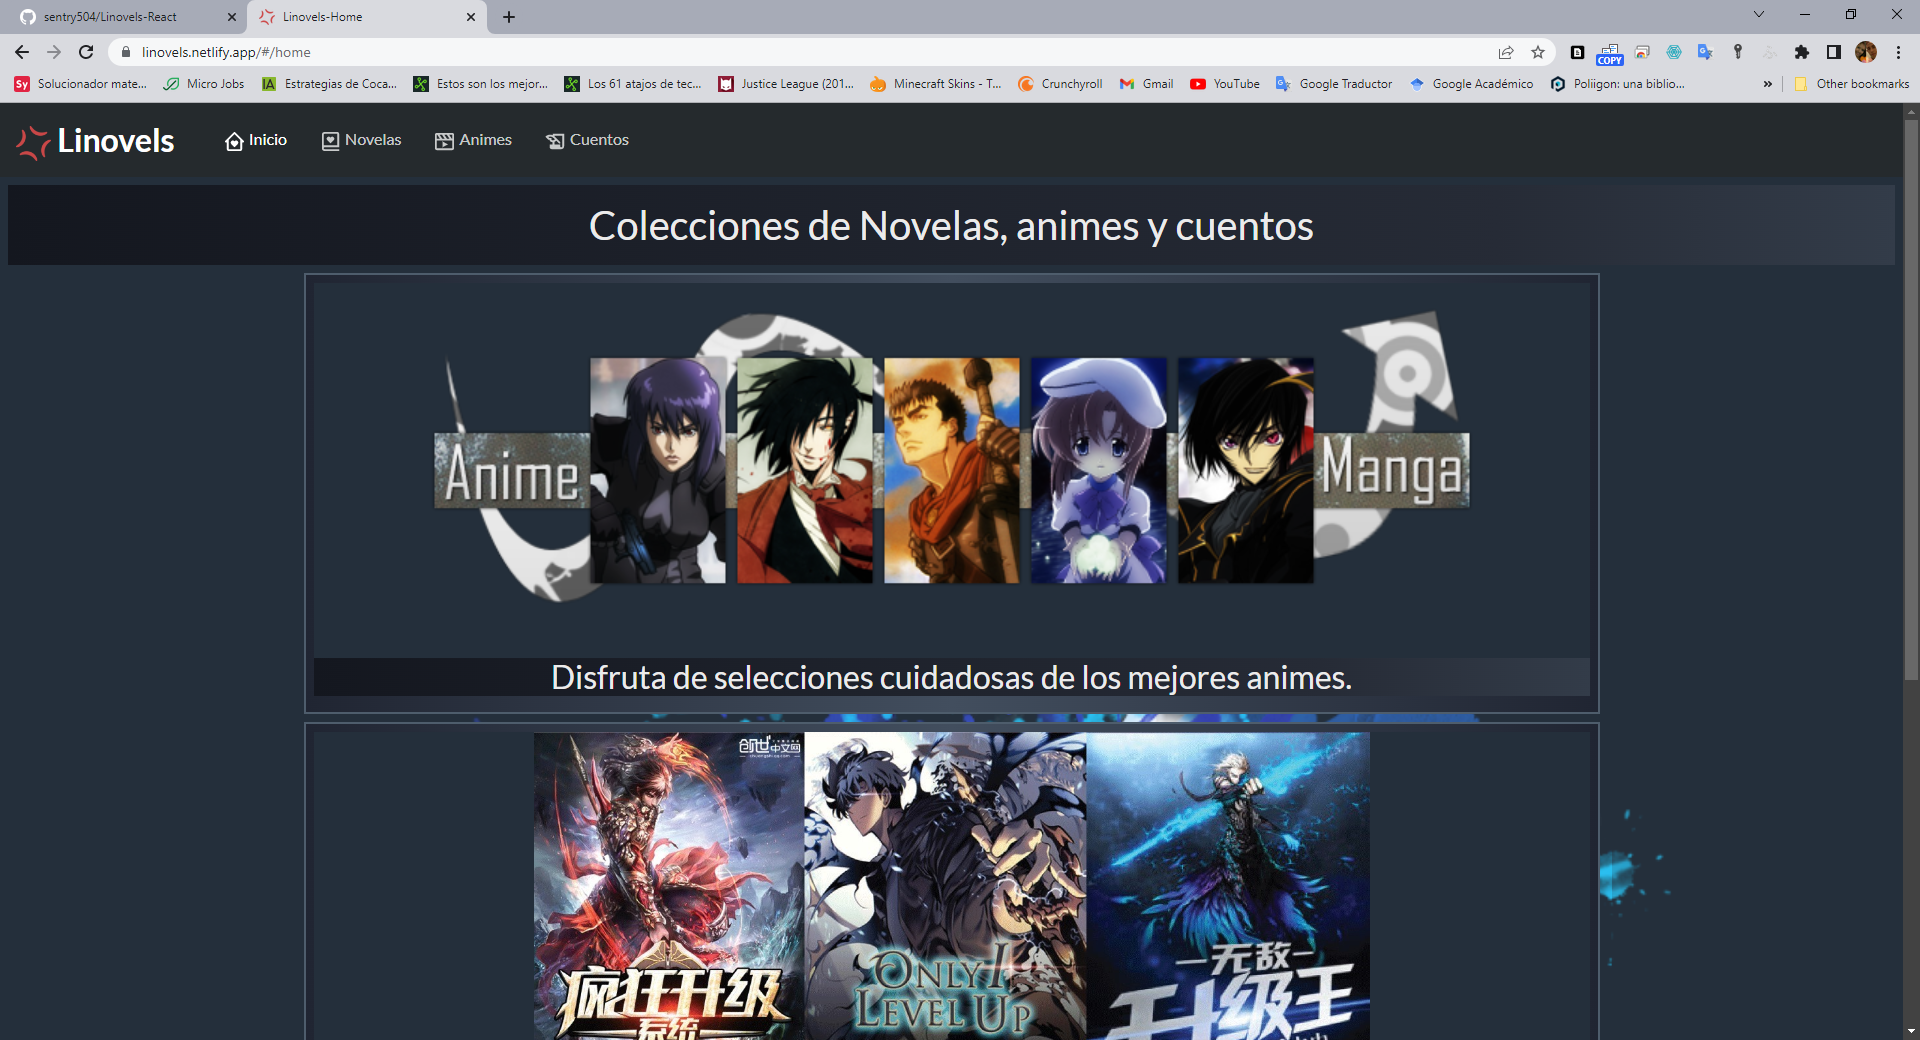 sentry504/Linovels-React
Linovels-Home
linovels.netlify.app/#/home
COPY
Sy Solucionador mate...
Micro Jobs
IA Estrategias de Coca...
Estos son los mejor...
Los 61 atajos de tec...
Justice League (201...
Minecraft Skins - T...
Crunchyroll
Gmail
YouTube
Google Traductor
Google Académico
Poliigon: una biblio...
»
Other bookmarks
Linovels
Inicio
Novelas
Animes
Cuentos
Colecciones de Novelas, animes y cuentos
Anime
Manga
Disfruta de selecciones cuidadosas de los mejores animes.
创世中文网
疯狂升级
系统
ONLY I
LEVEL UP
无敌
升级王